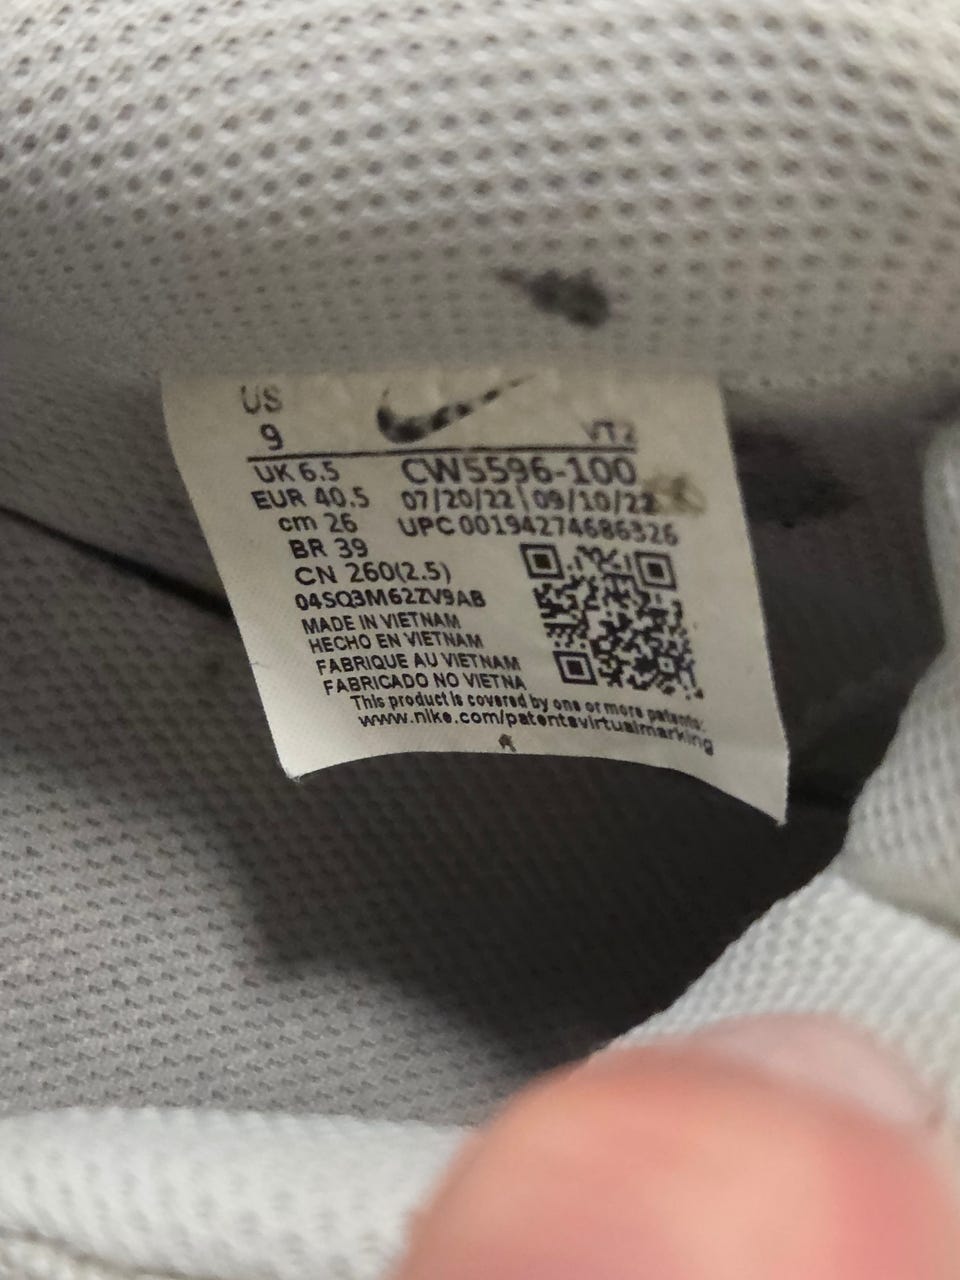 US
9
VT2
UK 6.5
CW5596-100
EUR 40.5
07/20/22\09/10/22
cm 26
UPC 00194274686326
BR 39
CN 260(2.5)
04SQ3M62ZV9AB
MADE IN VIETNAM
HECHO EN VIETNAM
FABRIQUE AU VIETNAM
FABRICADO NO VIETNA
This product is covered by one or more patents:
www.nike.com/patentsvirtualmarking